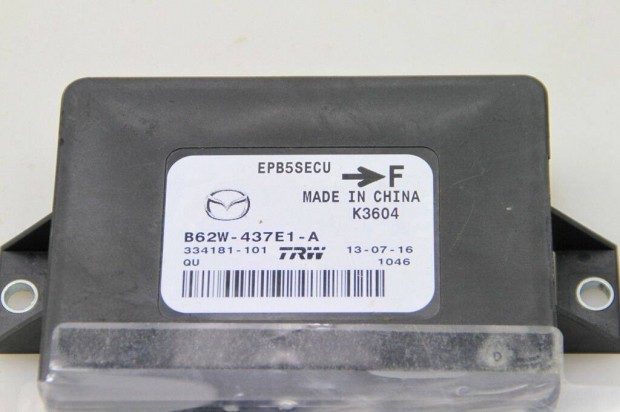 EPB5SECU
F
MADE IN CHINA
K3604
B62W-437E1-A
334181-101 TRW 13-07-16
QU 1046